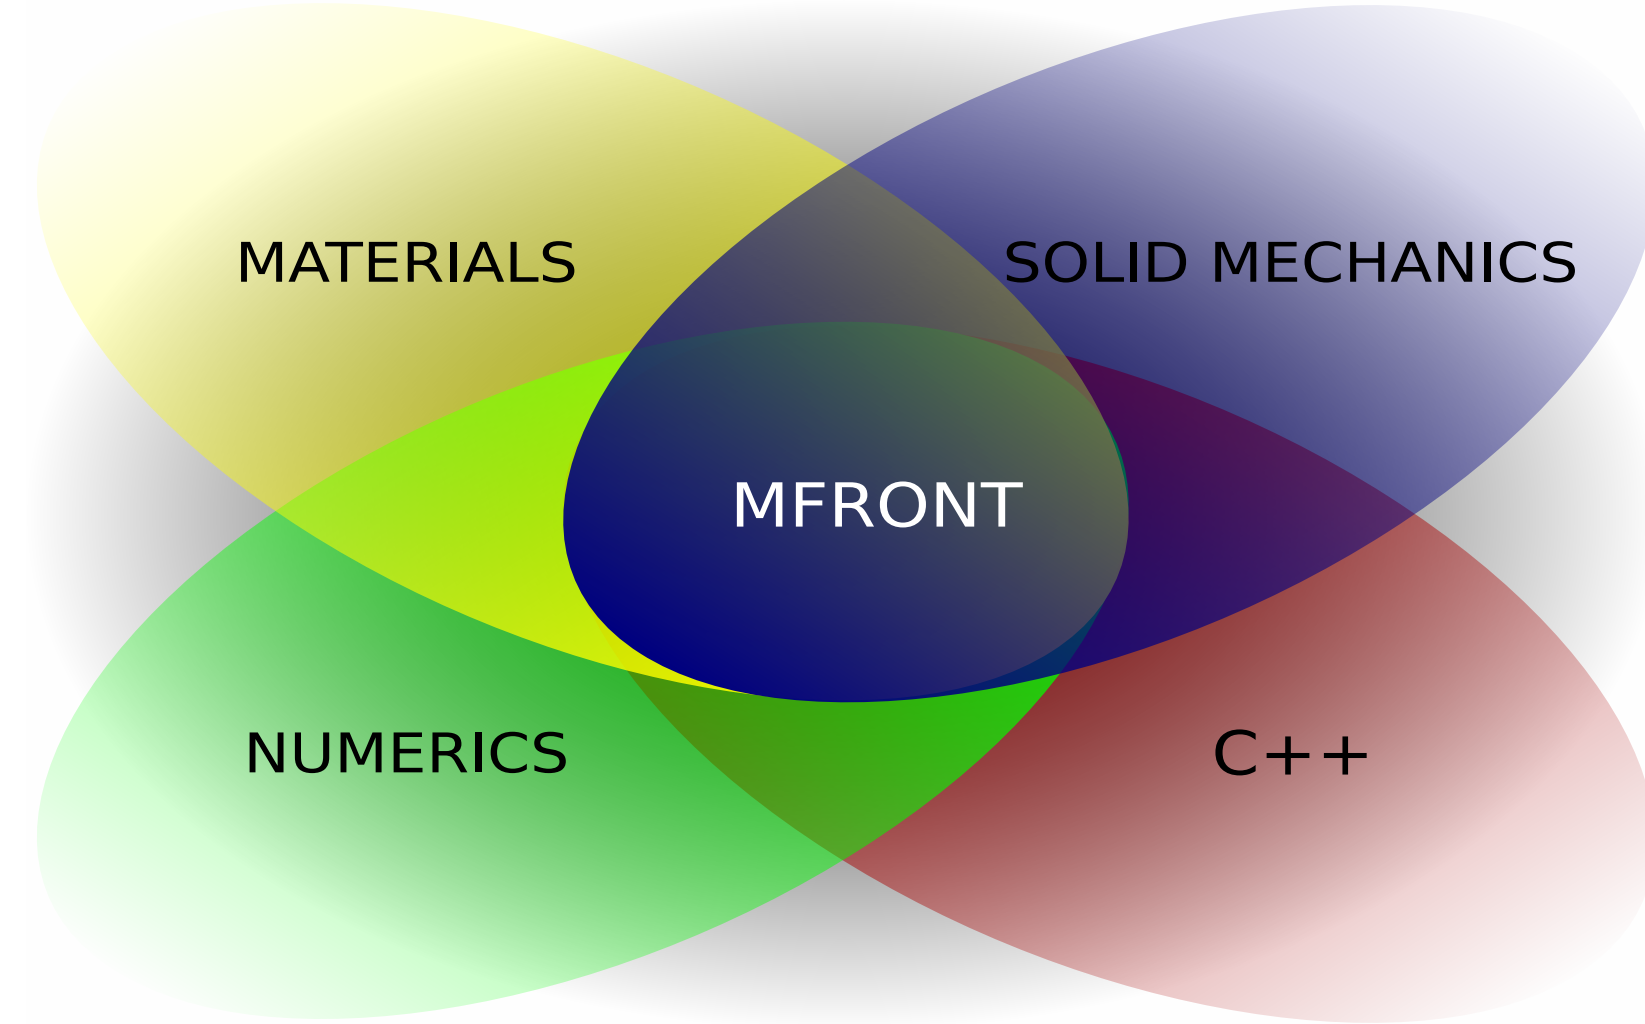 MATERIALS
SOLID MECHANICS
MFRONT
NUMERICS
C++